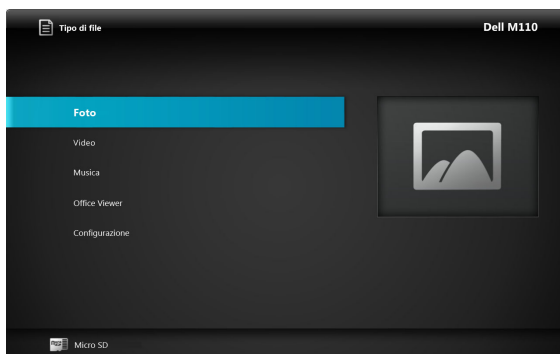 Tipo di file
Dell M110
Foto
Video
Musica
Office Viewer
Configurazione
Micro SD